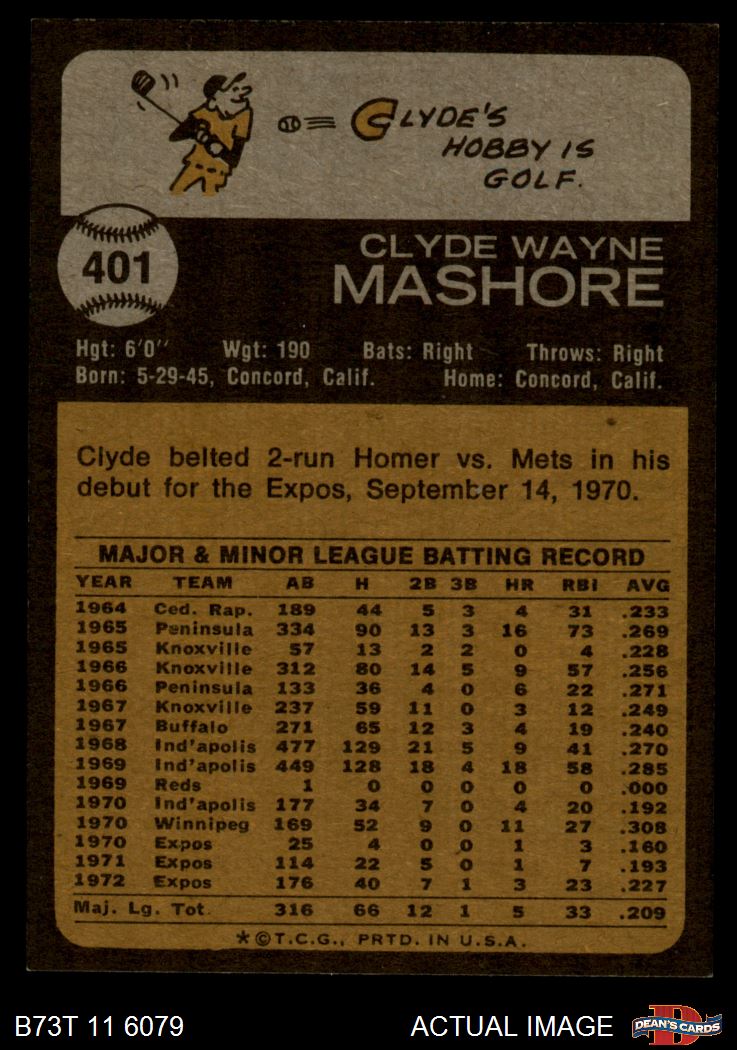 CLYDE'S
HOBBY IS
GOLF.
401
CLYDE WAYNE
MASHORE
Hgt: 6'0" Wgt: 190 Bats: Right Throws: Right
Born: 5-29-45, Concord, Calif. Home: Concord, Calif.
Clyde belted 2-run Homer vs. Mets in his
debut for the Expos, September 14, 1970.
MAJOR & MINOR LEAGUE BATTING RECORD
YEAR TEAM AB H 2B 3B HR RBI AVG
1964 Ced. Rap. 189 44 5 3 4 31 .233
1965 Peninsula 334 90 13 3 16 73 .269
1965 Knoxville 57 13 2 2 0 4 .228
1966 Knoxville 312 80 14 5 9 57 .256
1966 Peninsula 133 36 4 0 6 22 .271
1967 Knoxville 237 59 11 0 3 12 .249
1967 Buffalo 271 65 12 3 4 19 .240
1968 Ind'apolis 477 129 21 5 9 41 .270
1969 Ind'apolis 449 128 18 4 18 58 .285
1969 Reds 1 0 0 0 0 0 .000
1970 Ind'apolis 177 34 7 0 4 20 .192
1970 Winnipeg 169 52 9 0 11 27 .308
1970 Expos 25 4 0 0 1 3 .160
1971 Expos 114 22 5 0 1 7 .193
1972 Expos 176 40 7 1 3 23 .227
Maj. Lg. Tot. 316 66 12 1 5 33 .209
*©T.C.G., PRTD. IN U.S.A.
B73T 11 6079 ACTUAL IMAGE DEAN'S CARDS